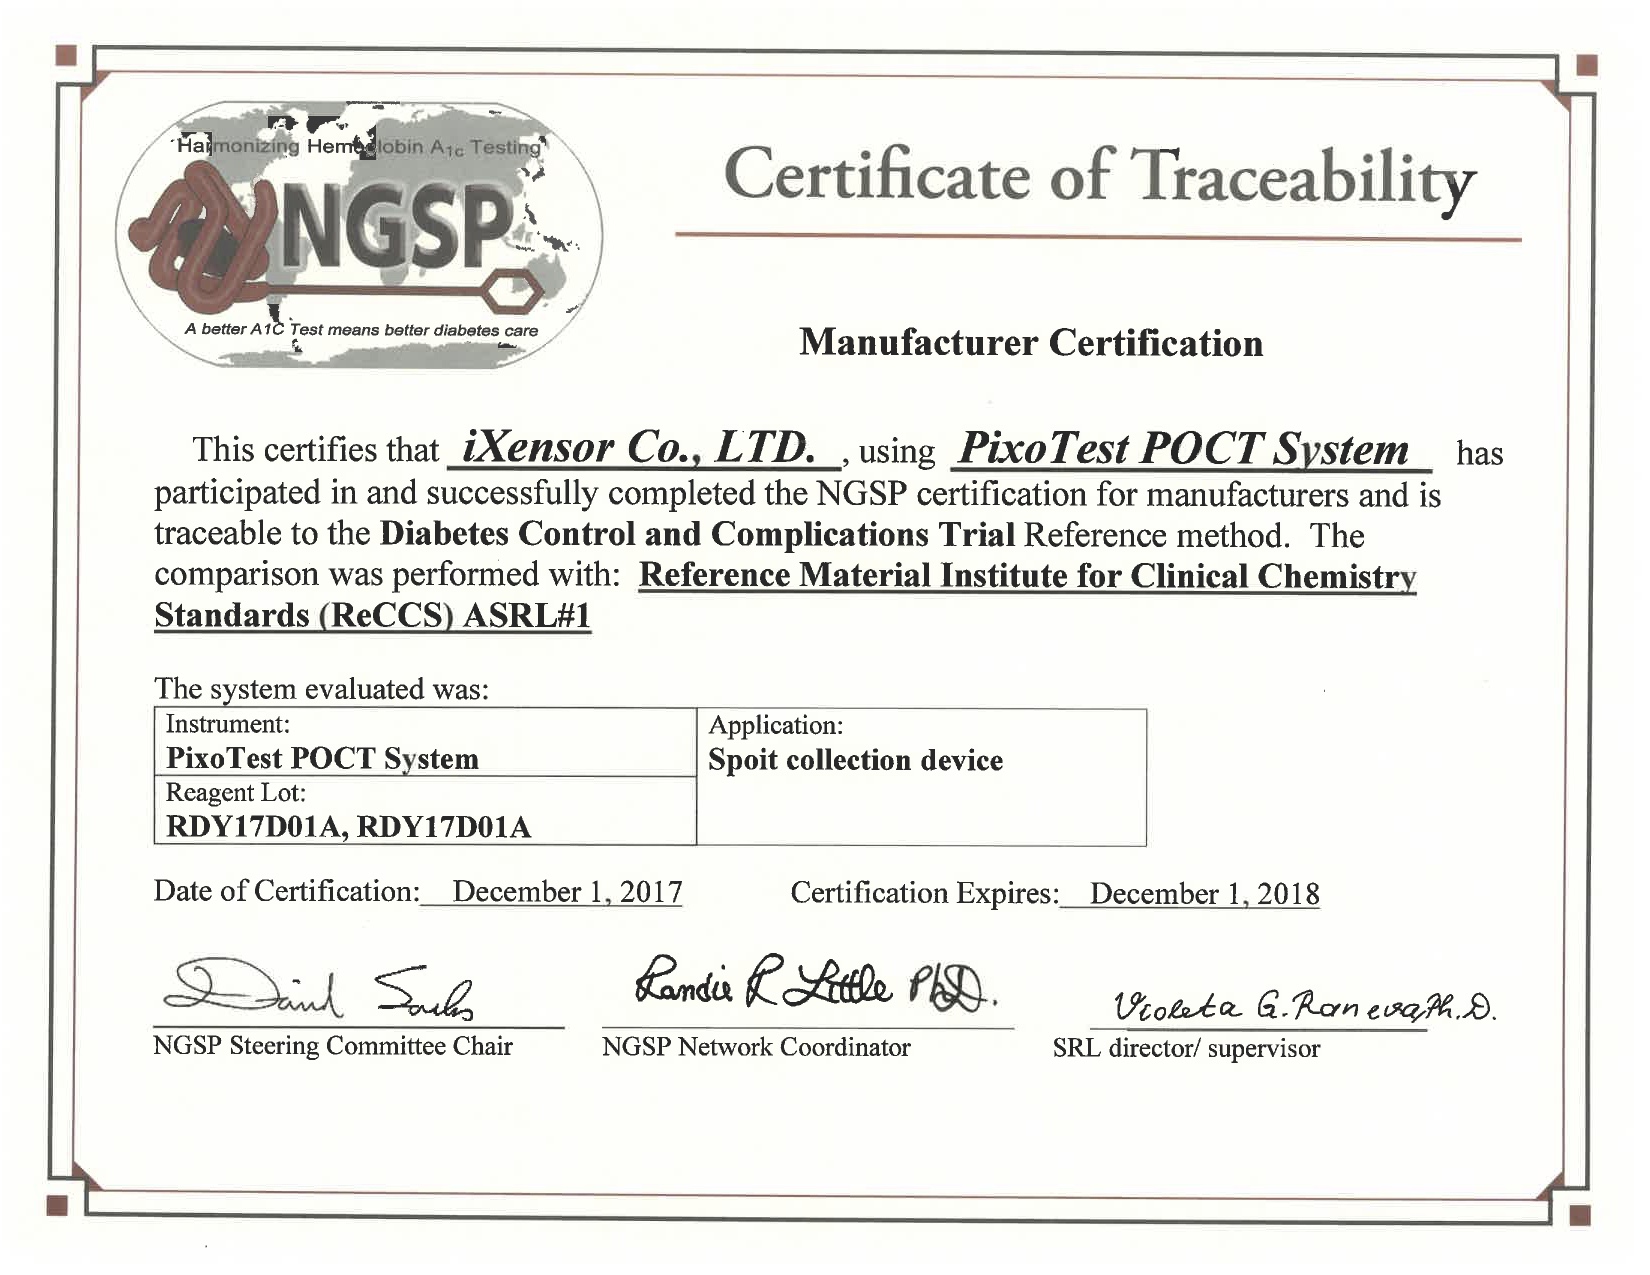 "Harmonizing Hemoglobin A1c Testing"
NGSP
A better A1C Test means better diabetes care
Certificate of Traceability
Manufacturer Certification
This certifies that iXensor Co., LTD. , using PixoTest POCT System has
participated in and successfully completed the NGSP certification for manufacturers and is
traceable to the Diabetes Control and Complications Trial Reference method. The
comparison was performed with: Reference Material Institute for Clinical Chemistry
Standards (ReCCS) ASRL#1
The system evaluated was:
Instrument:
PixoTest POCT System
Reagent Lot:
RDY17D01A, RDY17D01A
Application:
Spoit collection device
Date of Certification: December 1, 2017 Certification Expires: December 1, 2018
David Sacks
NGSP Steering Committee Chair
Randie R Little PhD.
NGSP Network Coordinator
Violeta G. Raneva, Ph.D.
SRL director/ supervisor